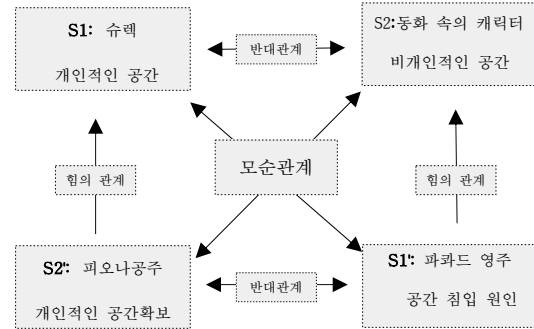 S1: 슈렉
개인적인 공간
반대관계
S2:동화 속의 캐릭터
비개인적인 공간
모순관계
힘의 관계
힘의 관계
S2': 피오나공주
개인적인 공간확보
반대관계
S1': 파콰드 영주
공간 침입 원인